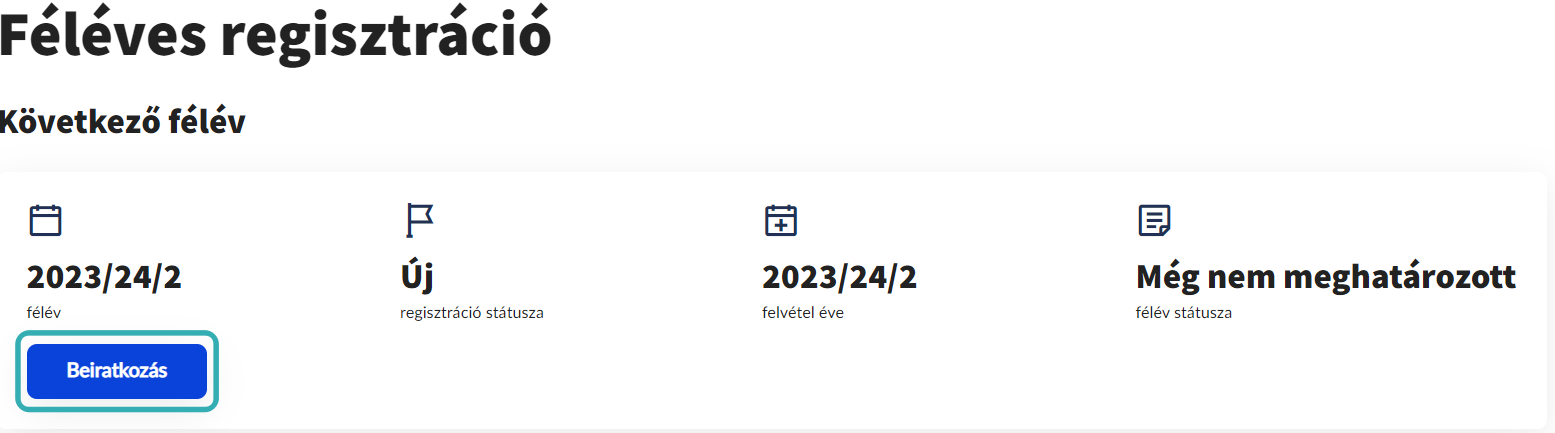 Féléves regisztráció
Következő félév
2023/24/2
félév
Új
regisztráció státusza
2023/24/2
felvétel éve
Még nem meghatározott
félév státusza
Beiratkozás